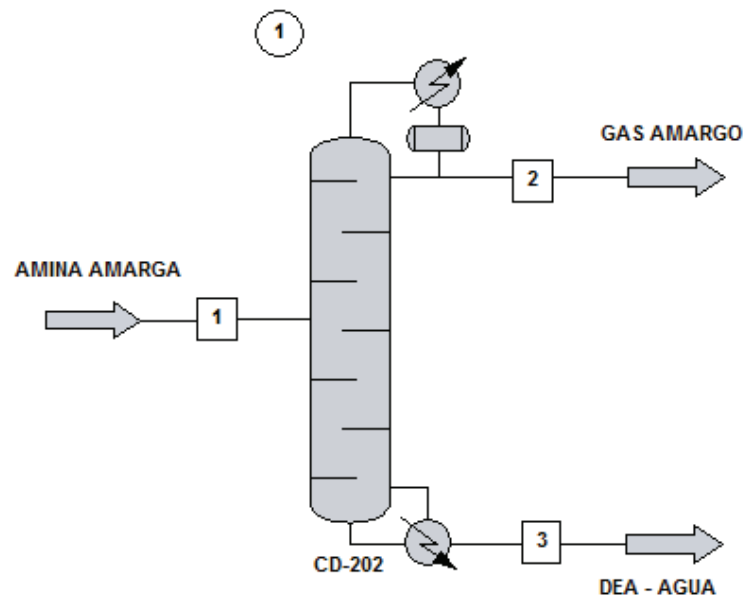 1
GAS AMARGO
2
AMINA AMARGA
1
3
CD-202
DEA - AGUA